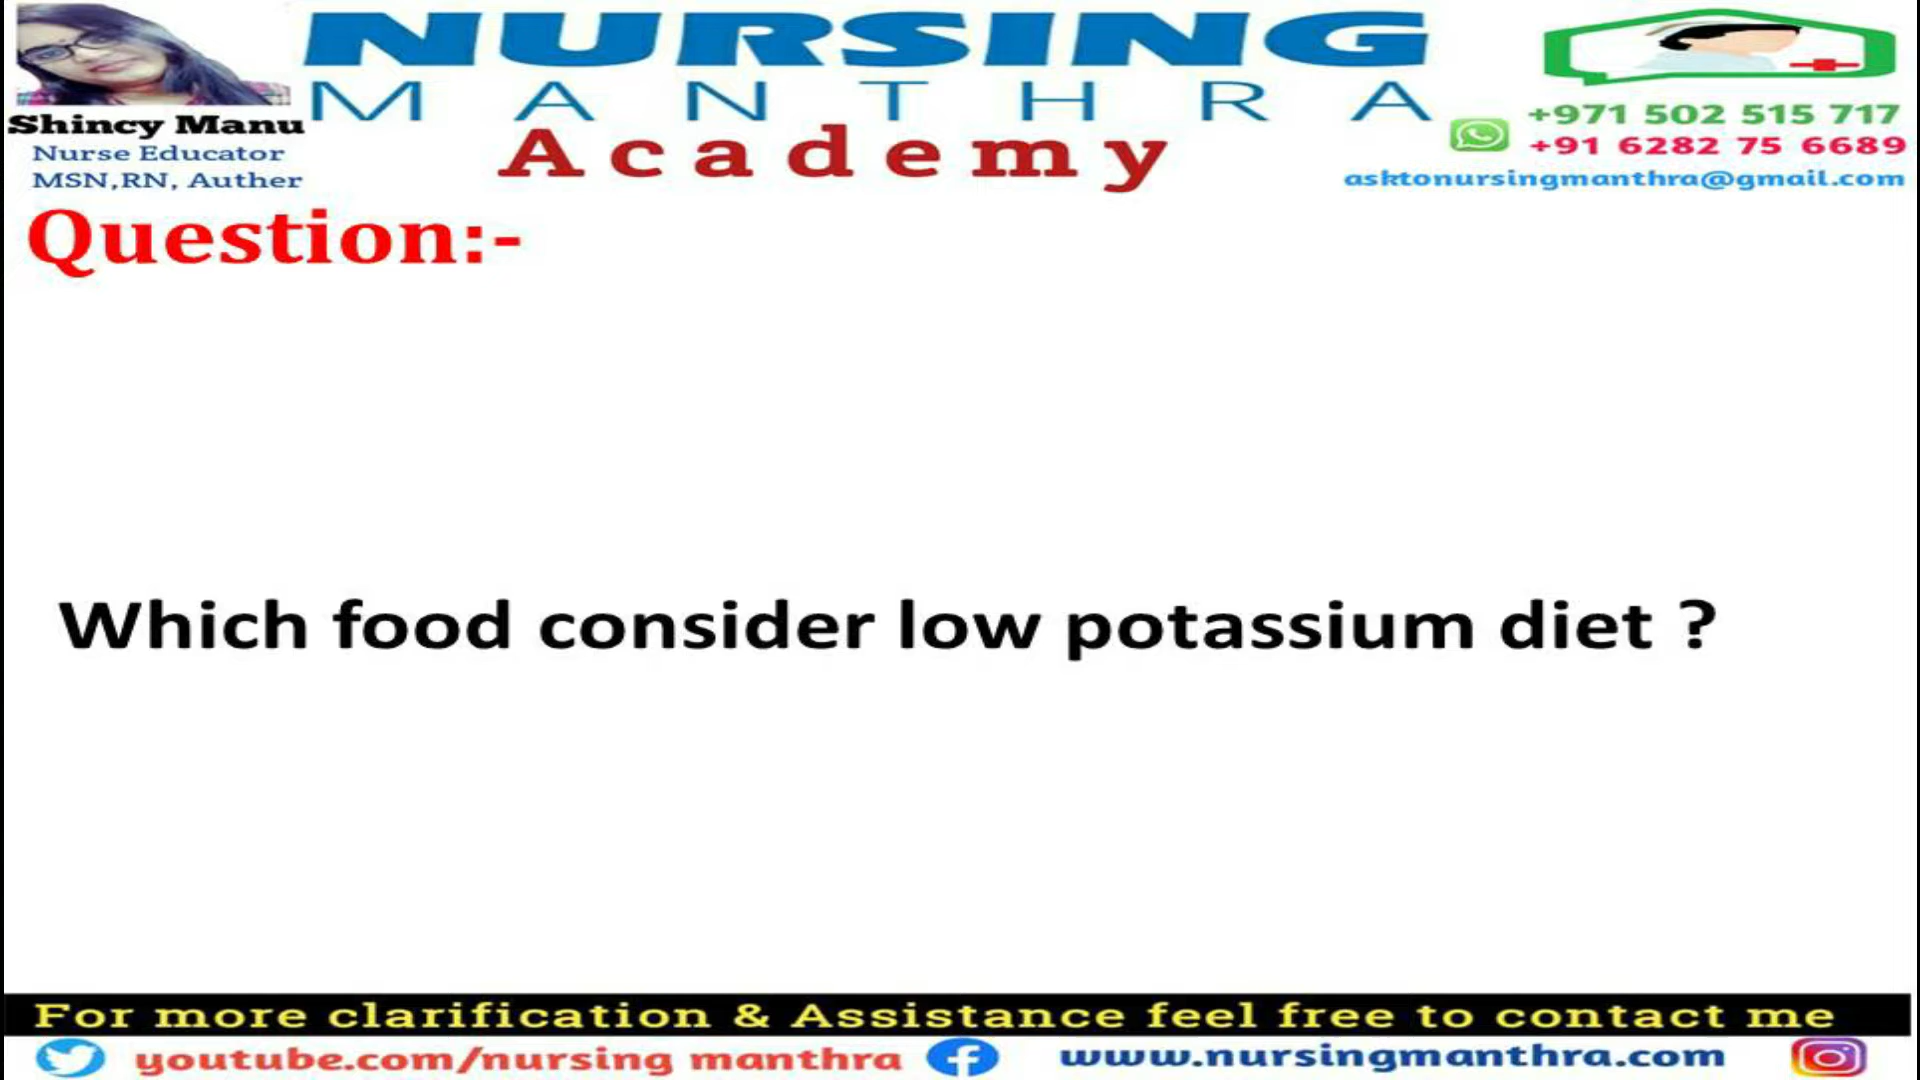 NURSING
MANTHRA
Academy
Shincy Manu
Nurse Educator
MSN,RN, Auther
+971 502 515 717
+91 6282 75 6689
asktonursingmanthra@gmail.com
Question:-
Which food consider low potassium diet ?
For more clarification & Assistance feel free to contact me
youtube.com/nursing manthra
www.nursingmanthra.com